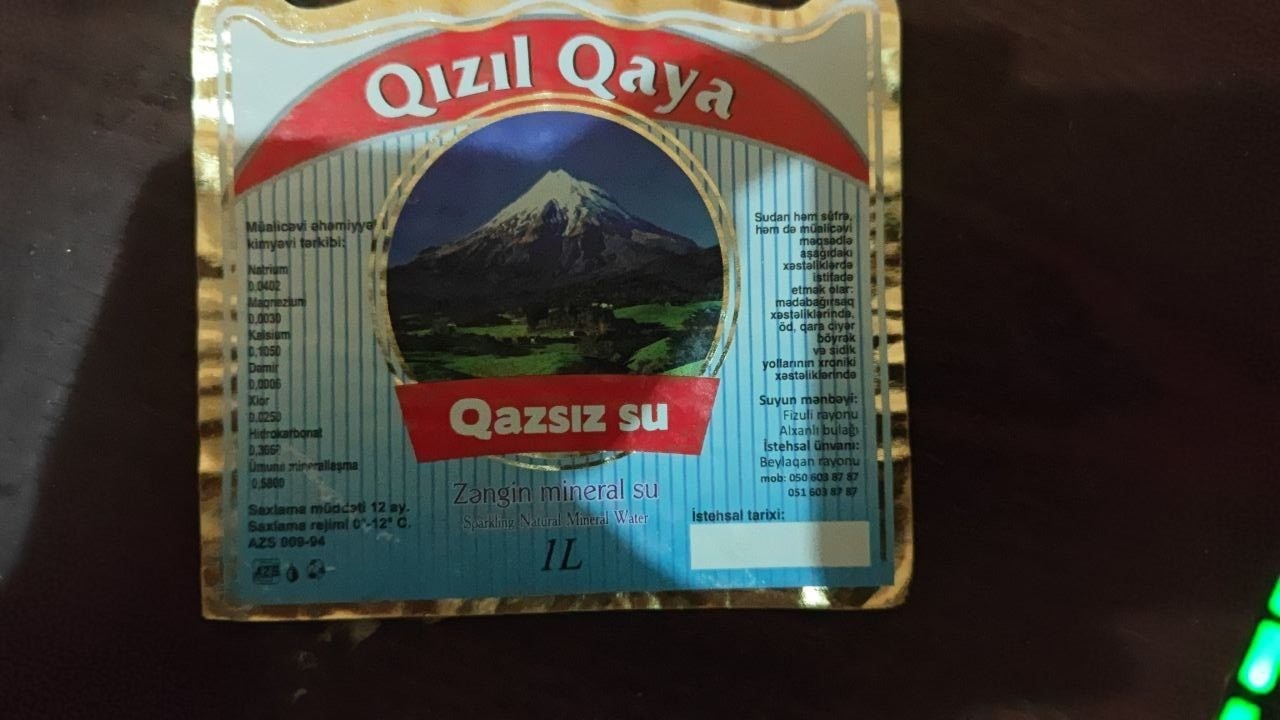 Qızıl Qaya
Müalicəvi əhəmiyyət
kimyəvi tərkibi:
Natrium
0.0402
Maqnezium
0,0030
Kalsium
0,1050
Dəmir
0,0006
Xlor
0.0250
Hidrokarbonat
Ümumi minerallaşma
0,5800
Saxlama müddəti 12 ay.
Saxlama rejimi 0°-12° C.
AZS 009-94
AZS
Qazsız su
Zəngin mineral su
Sparkling Natural Mineral Water
1L
Sudan həm süfrə,
həm də müalicəvi
məqsədlə
aşağıdakı
xəstəliklərdə
istifadə
etmək olar:
mədəbağırsaq
xəstəliklərində,
öd, qara ciyər
böyrək
və sidik
yollarının xroniki
xəstəliklərində
Suyun mənbəyi:
Fizuli rayonu
Alxanlı bulağı
İstehsal ünvanı:
Beylaqan rayonu
mob: 050 603 87 87
051 603 87 87
İstehsal tarixi: